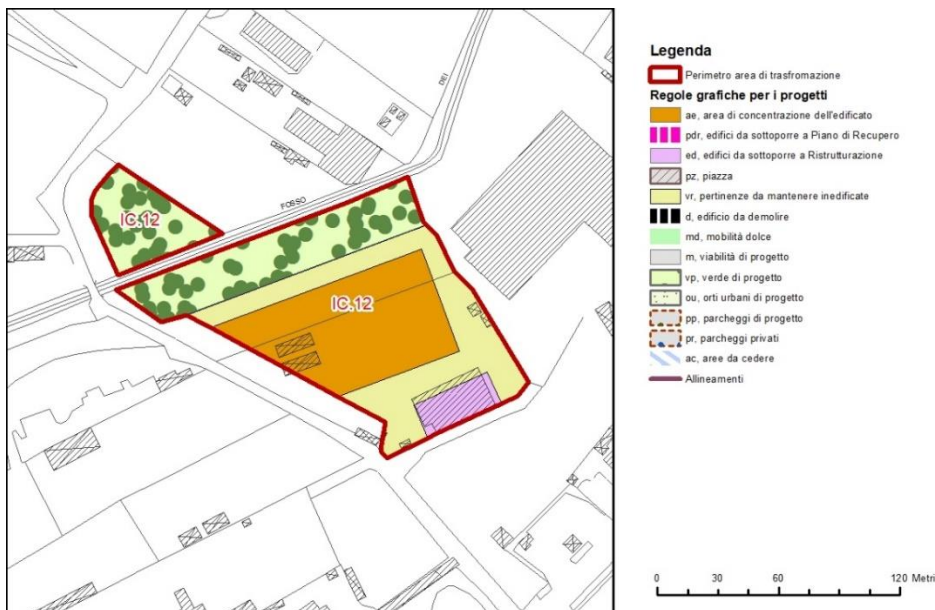 DEI
FOSSO
IC.12
IC.12
Legenda
Perimetro area di trasfromazione
Regole grafiche per i progetti
ae, area di concentrazione dell'edificato
pdr, edifici da sottoporre a Piano di Recupero
ed, edifici da sottoporre a Ristrutturazione
pz, piazza
vr, pertinenze da mantenere inedificate
d, edificio da demolire
md, mobilità dolce
m, viabilità di progetto
vp, verde di progetto
ou, orti urbani di progetto
pp, parcheggi di progetto
pr, parcheggi privati
ac, aree da cedere
Allineamenti
0 30 60 120 Metri